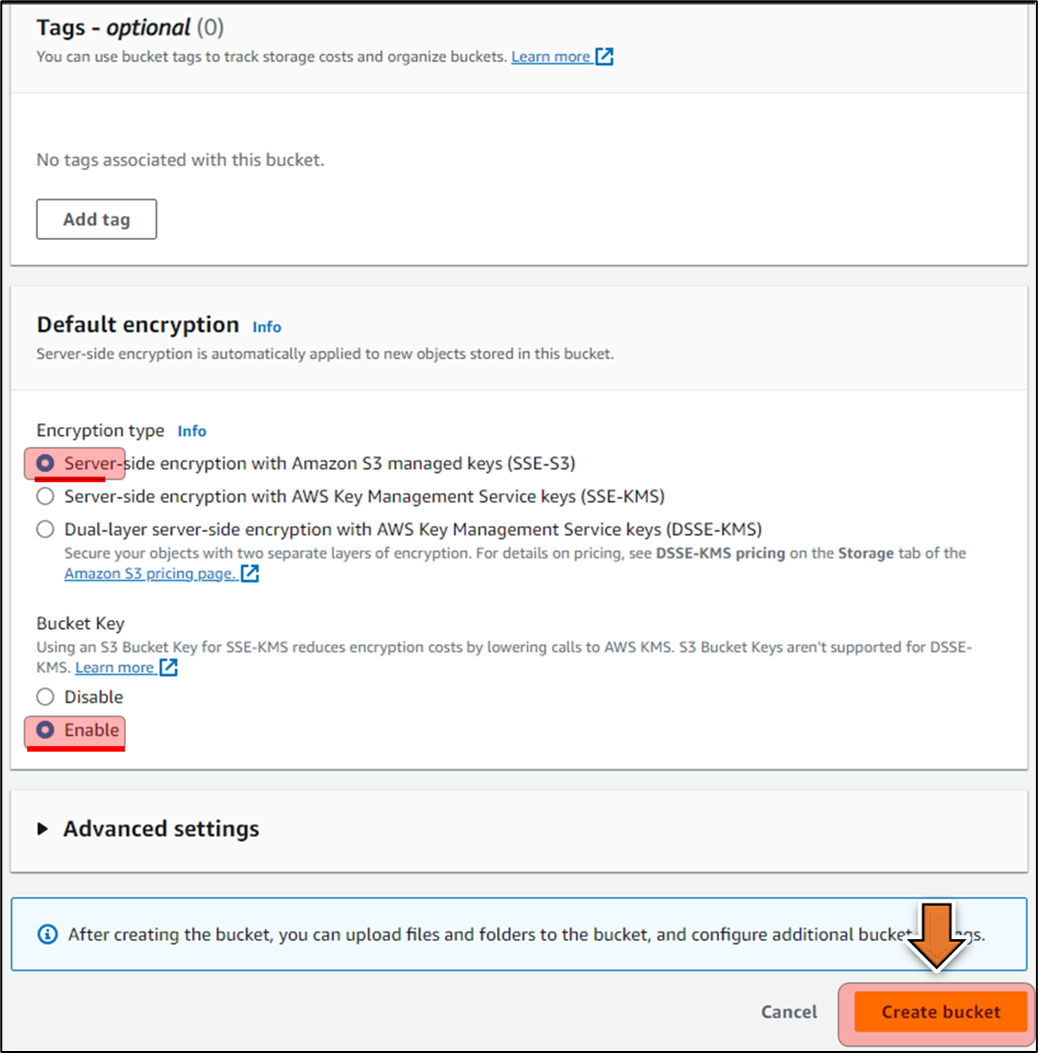 Tags - optional (0)
You can use bucket tags to track storage costs and organize buckets. Learn more
No tags associated with this bucket.
Add tag
Default encryption Info
Server-side encryption is automatically applied to new objects stored in this bucket.
Encryption type Info
Server-side encryption with Amazon S3 managed keys (SSE-S3)
Server-side encryption with AWS Key Management Service keys (SSE-KMS)
Dual-layer server-side encryption with AWS Key Management Service keys (DSSE-KMS)
Secure your objects with two separate layers of encryption. For details on pricing, see DSSE-KMS pricing on the Storage tab of the
Amazon S3 pricing page.
Bucket Key
Using an S3 Bucket Key for SSE-KMS reduces encryption costs by lowering calls to AWS KMS. S3 Bucket Keys aren't supported for DSSE-
KMS. Learn more
Disable
Enable
Advanced settings
After creating the bucket, you can upload files and folders to the bucket, and configure additional bucket
Cancel
Create bucket